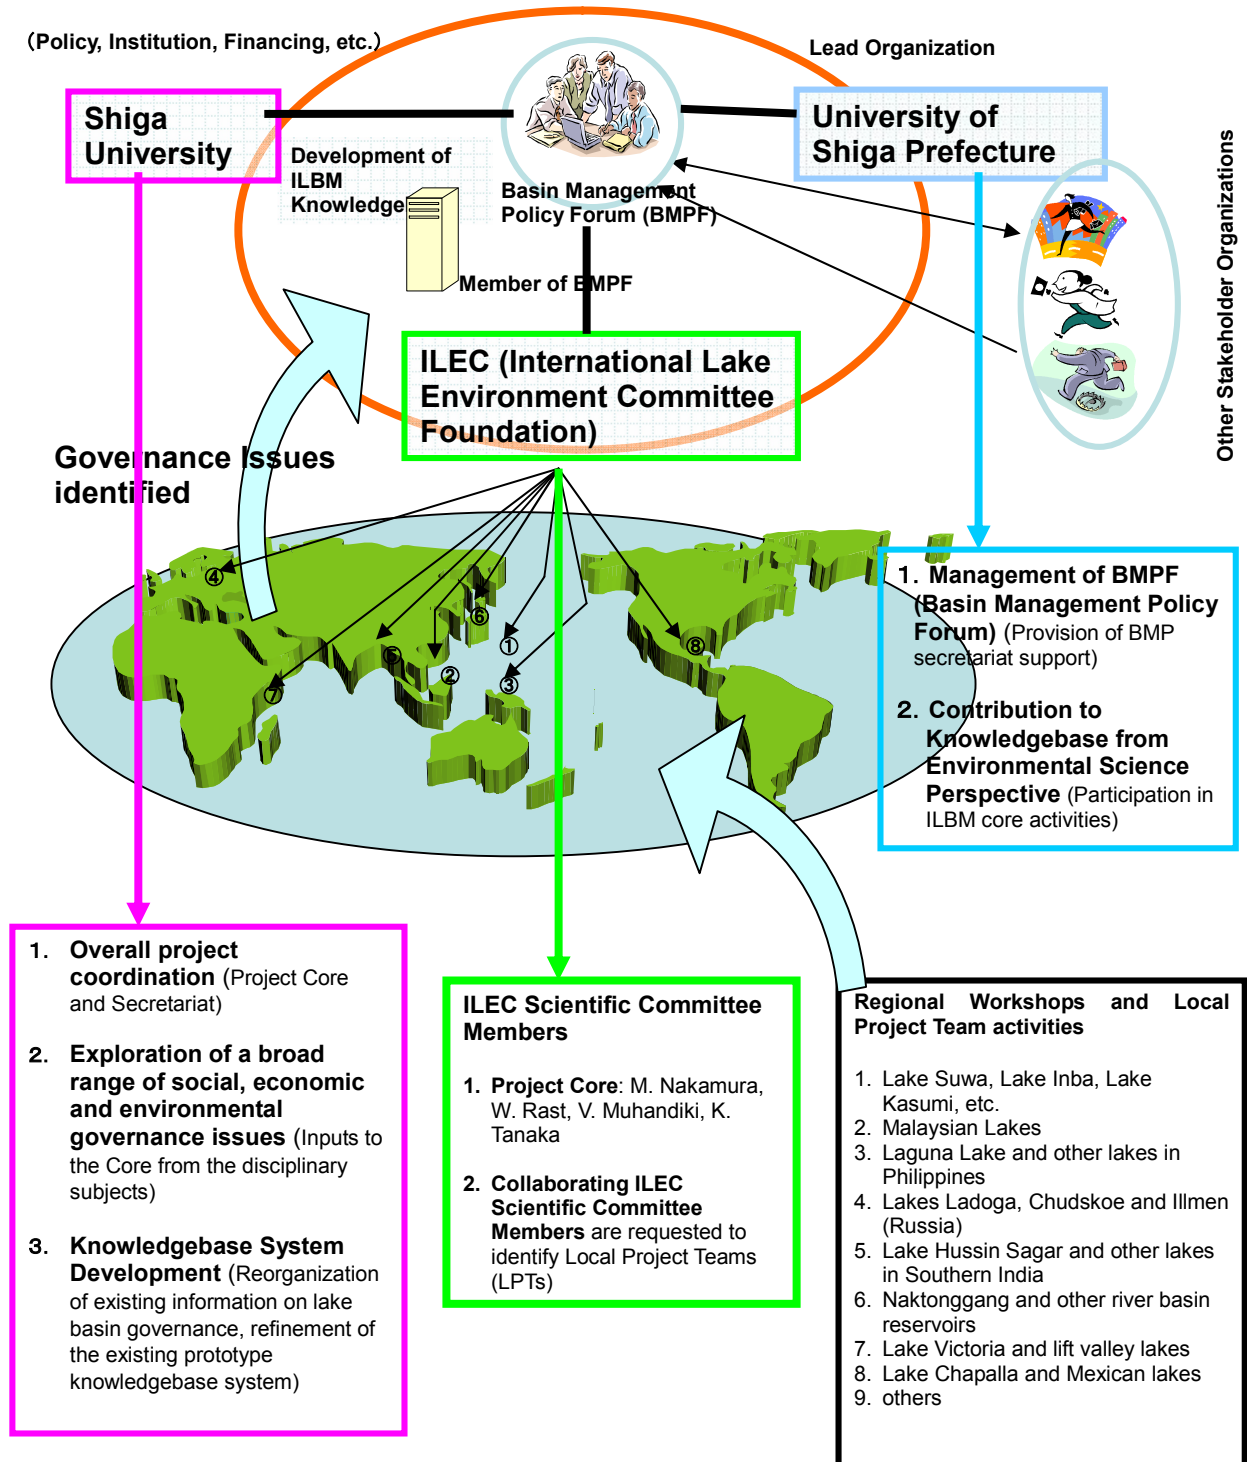 (Policy, Institution, Financing, etc.)
Lead Organization
Shiga
University
University of
Shiga Prefecture
Development of
ILBM
Knowledge
Basin Management
Policy Forum (BMPF)
Member of BMPF
Other Stakeholder Organizations
ILEC (International Lake
Environment Committee
Foundation)
Governance Issues
identified
④
⑥
①
⑧
⑤
②
③
⑦
1. Management of BMPF
(Basin Management Policy
Forum) (Provision of BMP
secretariat support)
2. Contribution to
Knowledgebase from
Environmental Science
Perspective (Participation in
ILBM core activities)
1. Overall project
coordination (Project Core
and Secretariat)
2. Exploration of a broad
range of social, economic
and environmental
governance issues (Inputs to
the Core from the disciplinary
subjects)
3. Knowledgebase System
Development (Reorganization
of existing information on lake
basin governance, refinement of
the existing prototype
knowledgebase system)
ILEC Scientific Committee
Members
1. Project Core: M. Nakamura,
W. Rast, V. Muhandiki, K.
Tanaka
2. Collaborating ILEC
Scientific Committee
Members are requested to
identify Local Project Teams
(LPTs)
Regional Workshops and Local
Project Team activities
1. Lake Suwa, Lake Inba, Lake
Kasumi, etc.
2. Malaysian Lakes
3. Laguna Lake and other lakes in
Philippines
4. Lakes Ladoga, Chudskoe and Illmen
(Russia)
5. Lake Hussin Sagar and other lakes
in Southern India
6. Naktonggang and other river basin
reservoirs
7. Lake Victoria and lift valley lakes
8. Lake Chapalla and Mexican lakes
9. others